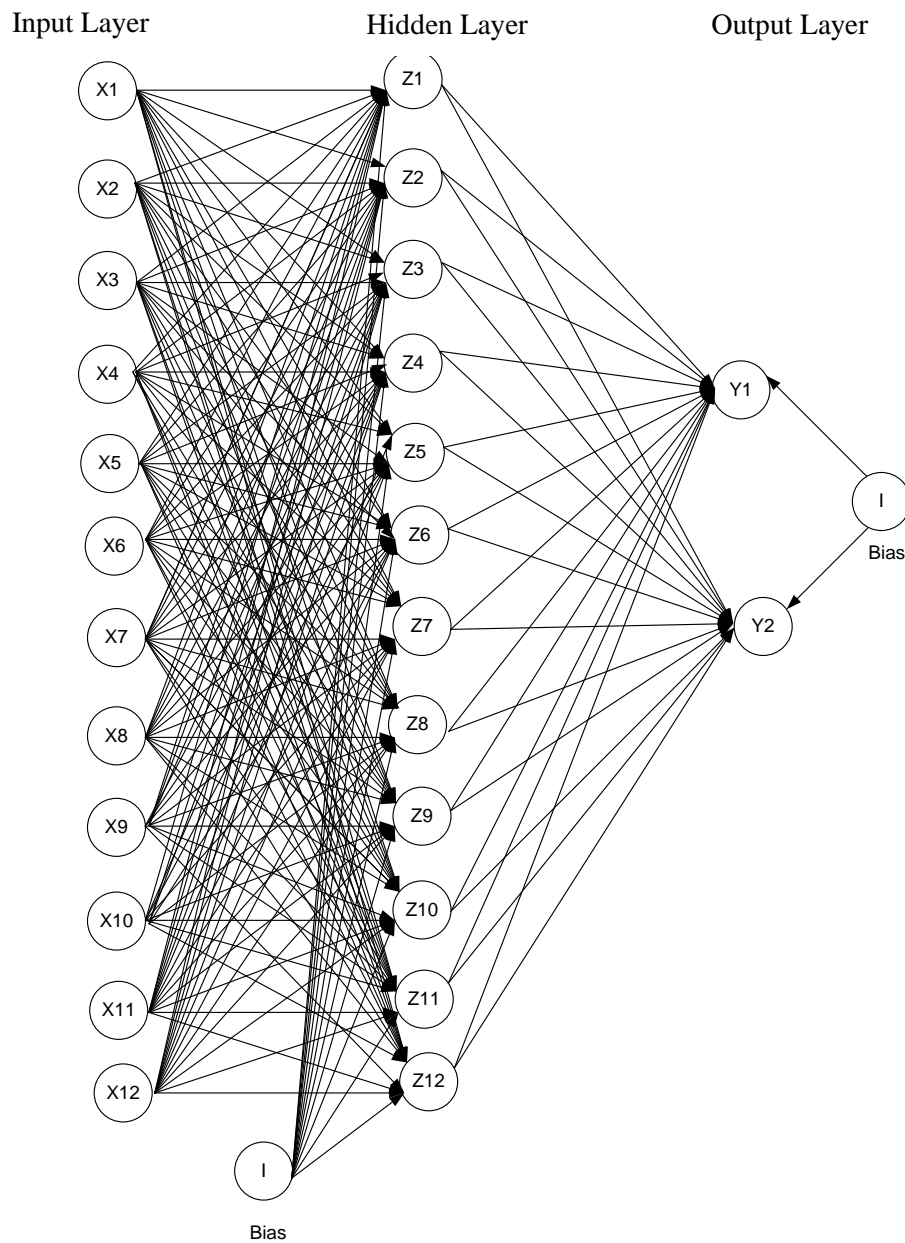 Input Layer
Hidden Layer
Output Layer
X1
X2
X3
X4
X5
X6
X7
X8
X9
X10
X11
X12
I
Bias
Z1
Z2
Z3
Z4
Z5
Z6
Z7
Z8
Z9
Z10
Z11
Z12
Y1
Y2
I
Bias